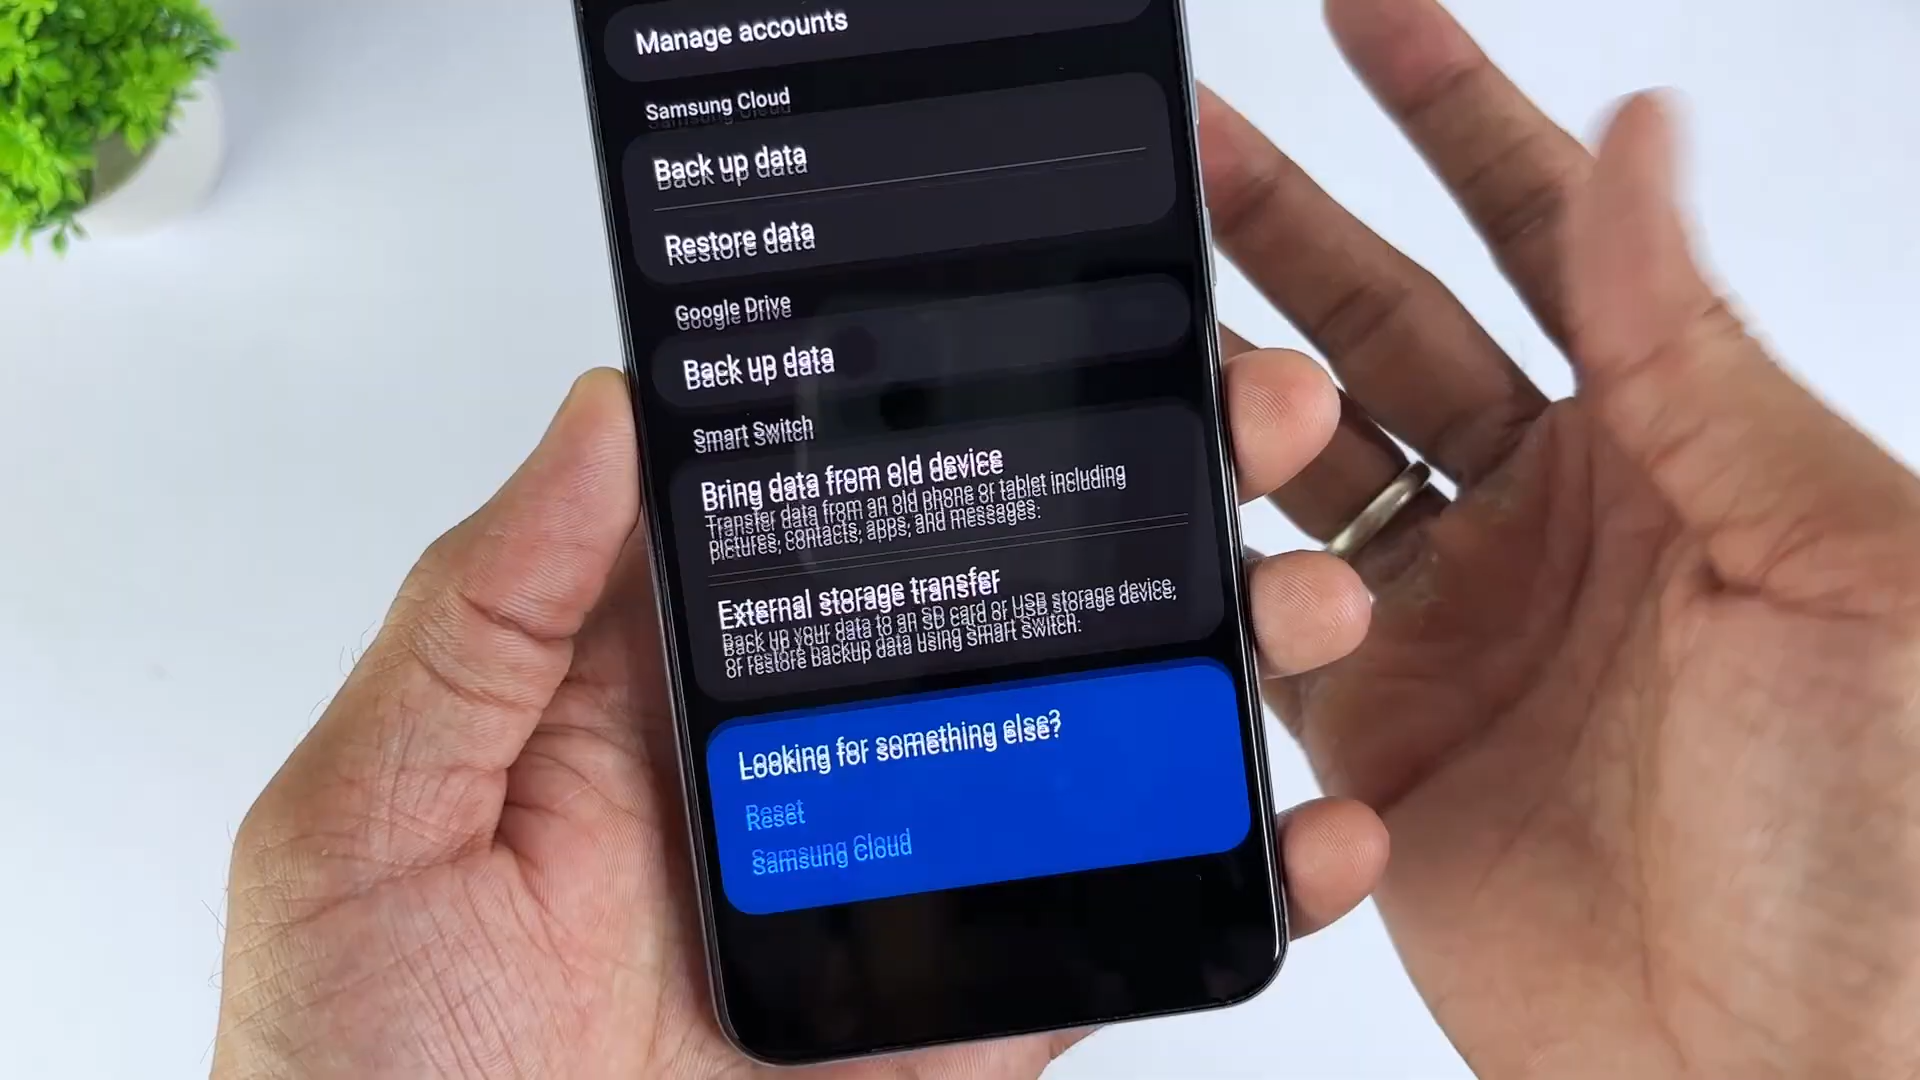 Manage accounts
Samsung Cloud
Back up data
Restore data
Google Drive
Back up data
Smart Switch
Bring data from old device
Transfer data from an old phone or tablet including
pictures, contacts, apps, and messages.
External storage transfer
Back up your data to an SD card or USB storage device,
or restore backup data using Smart Switch.
Looking for something else?
Reset
Samsung Cloud